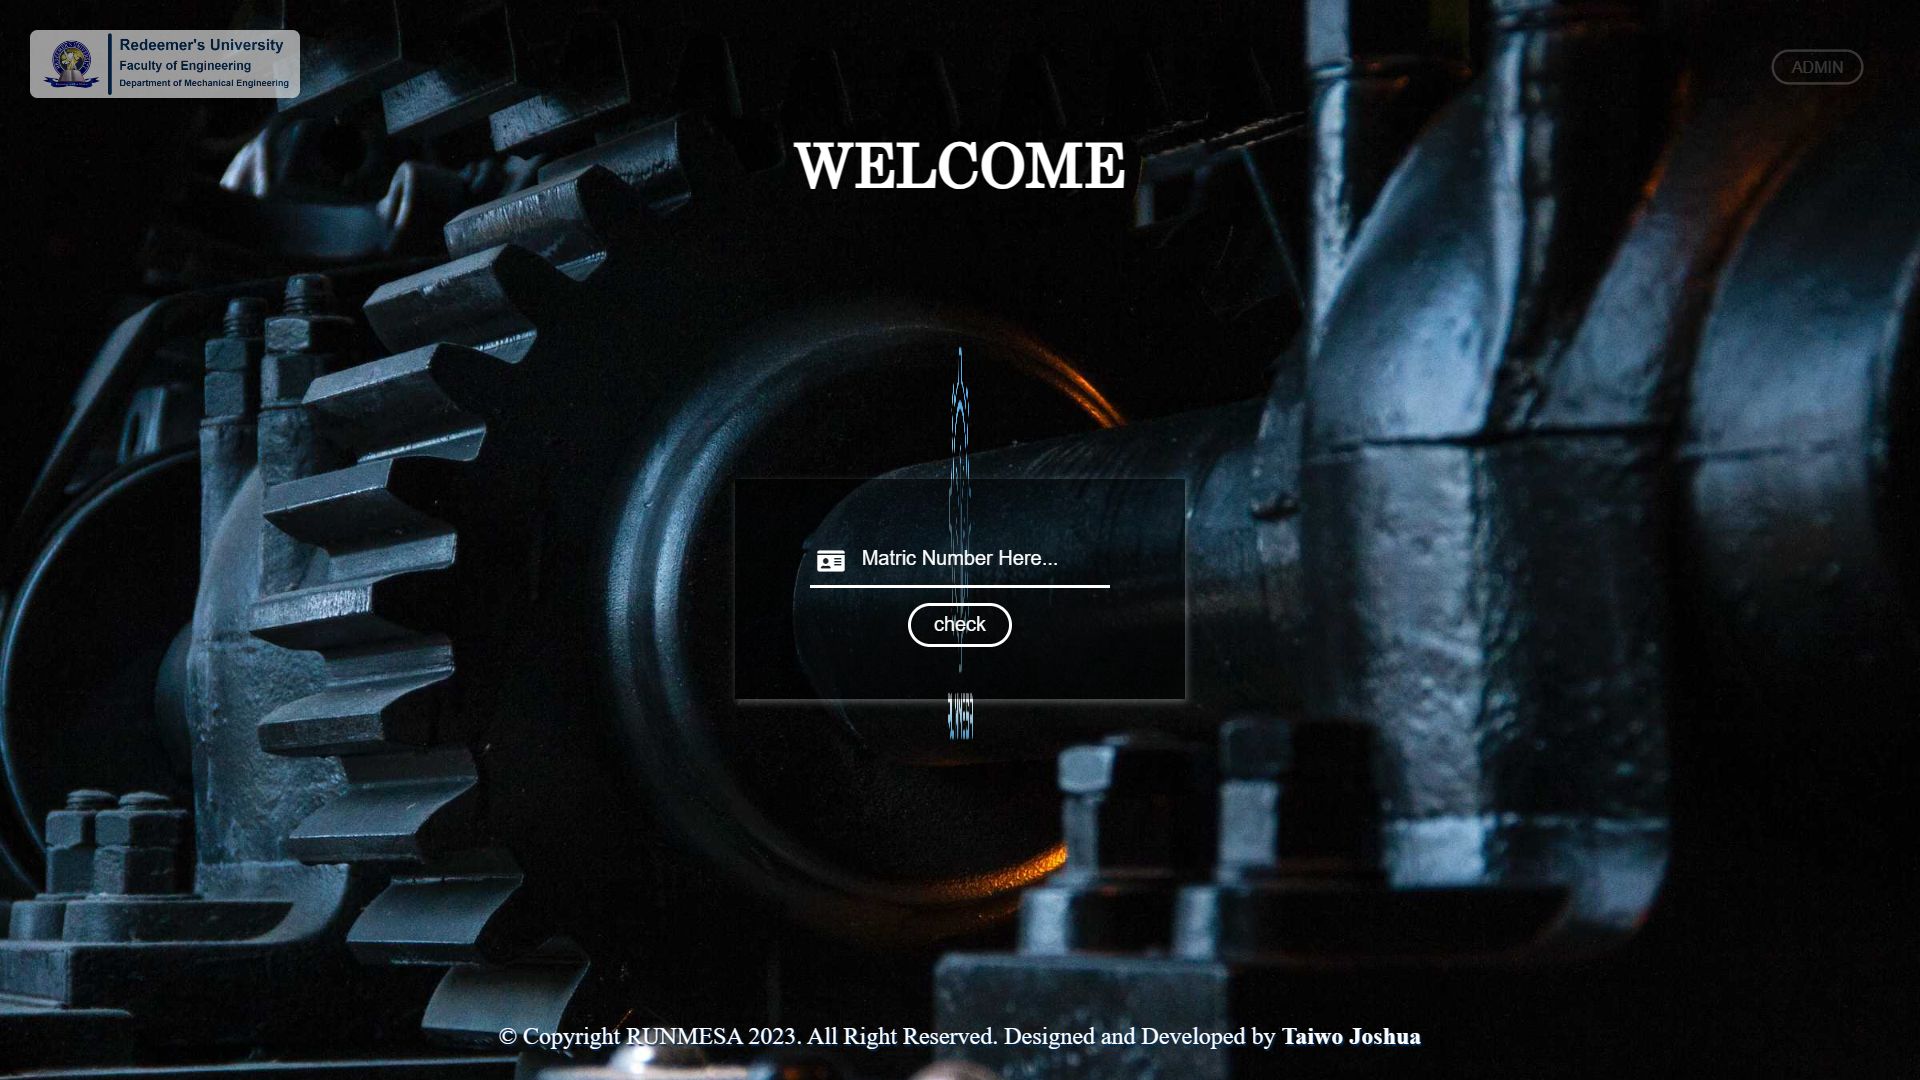 Redeemer's University
Faculty of Engineering
Department of Mechanical Engineering
ADMIN
WELCOME
Matric Number Here...
check
© Copyright RUNMESA 2023. All Right Reserved. Designed and Developed by Taiwo Joshua